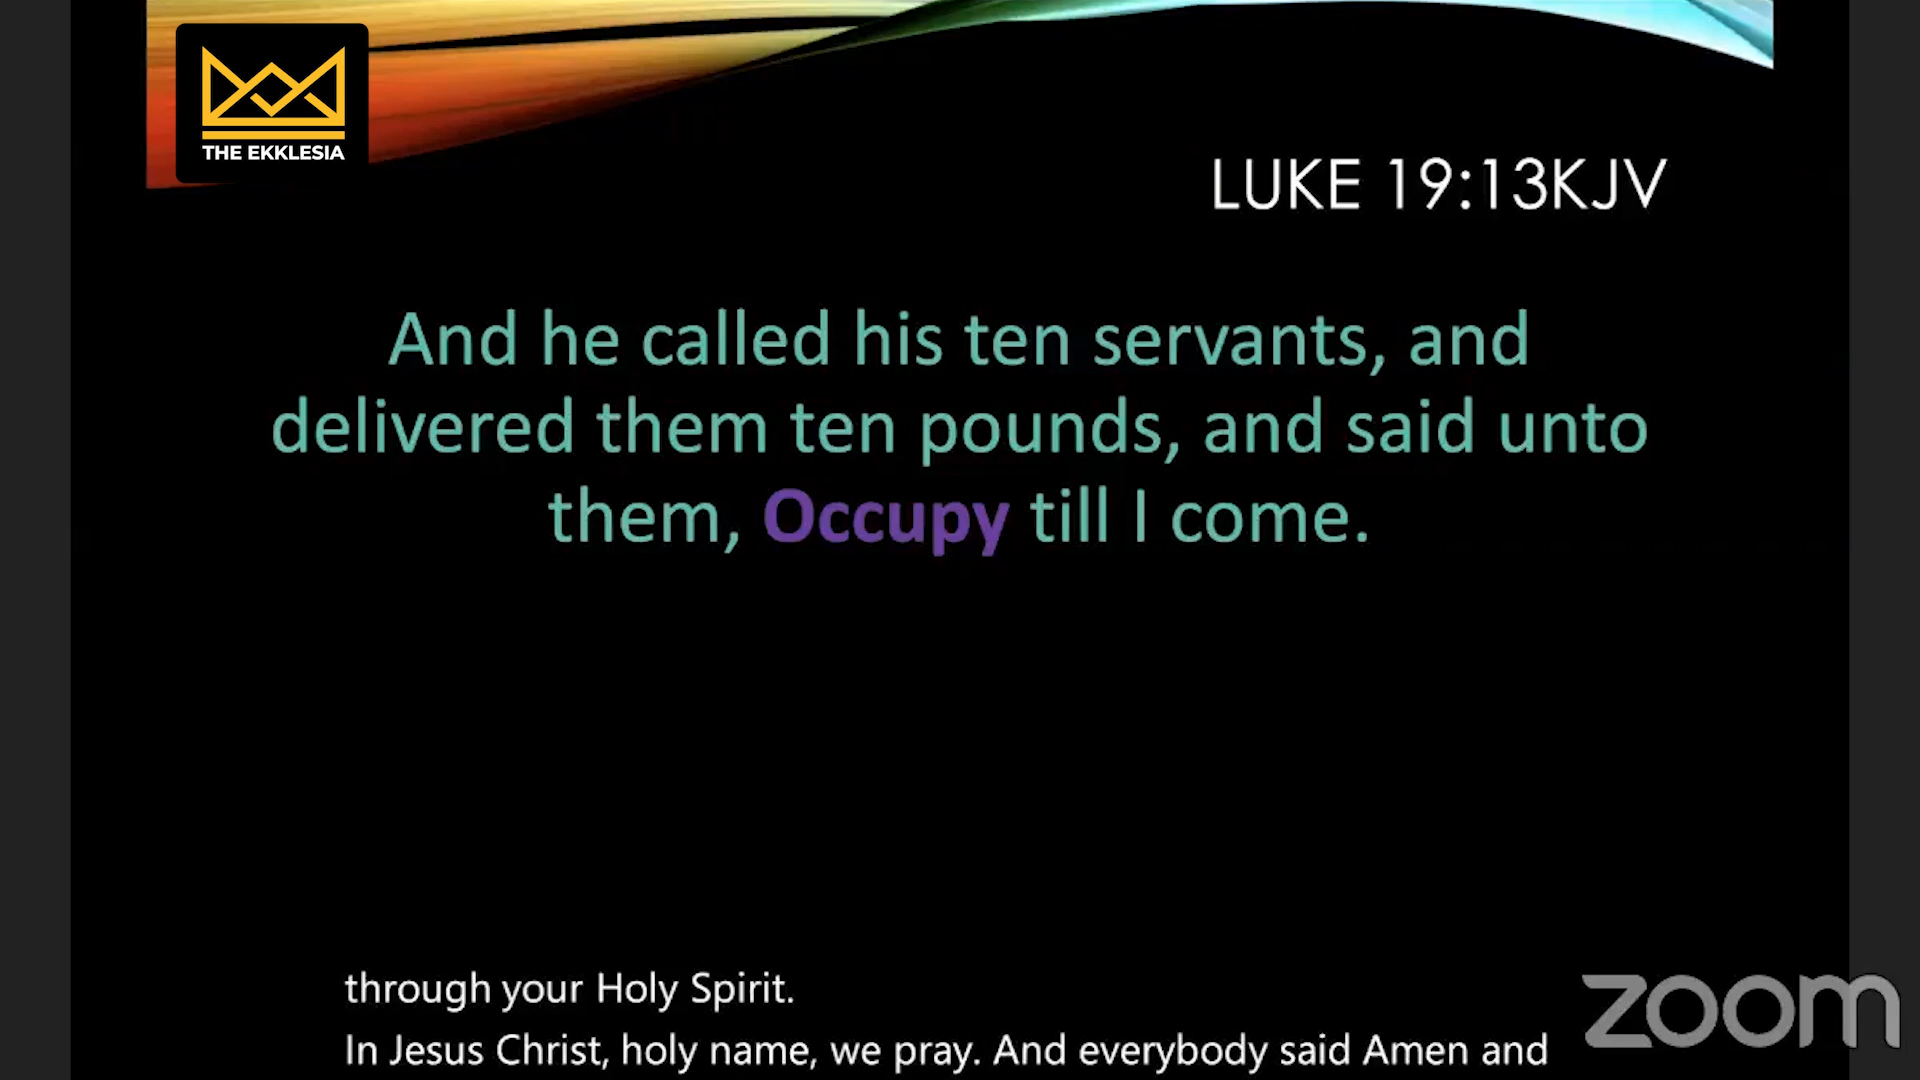 THE EKKLESIA
LUKE 19:13KJV
And he called his ten servants, and
delivered them ten pounds, and said unto
them, Occupy till I come.
through your Holy Spirit.
In Jesus Christ, holy name, we pray. And everybody said Amen and
zoom